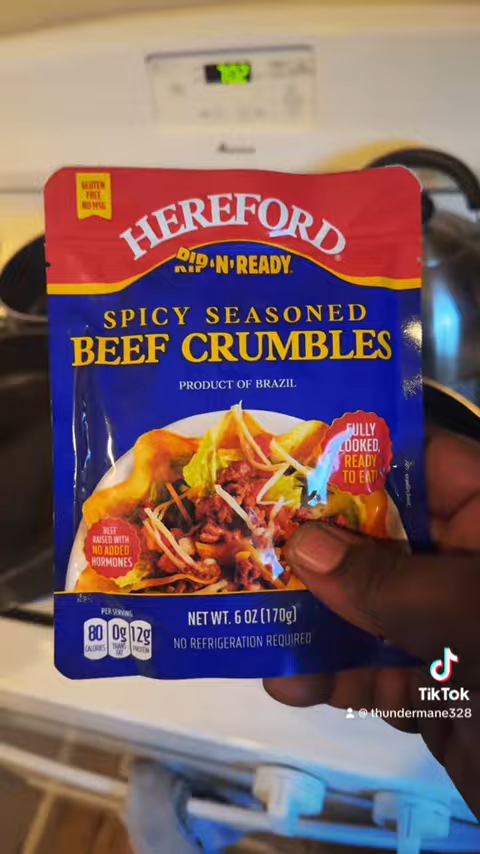 GLUTEN
FREE
NO MSG
HEREFORD
RIP 'N' READY
SPICY SEASONED
BEEF CRUMBLES
PRODUCT OF BRAZIL
FULLY
COOKED,
READY
TO EAT!
BEEF
RAISED WITH
NO ADDED
HORMONES
PER SERVING
80 0g 12g
CALORIES TRANS FAT PROTEIN
NET WT. 6 OZ (170g)
NO REFRIGERATION REQUIRED
TikTok
@thundermane328